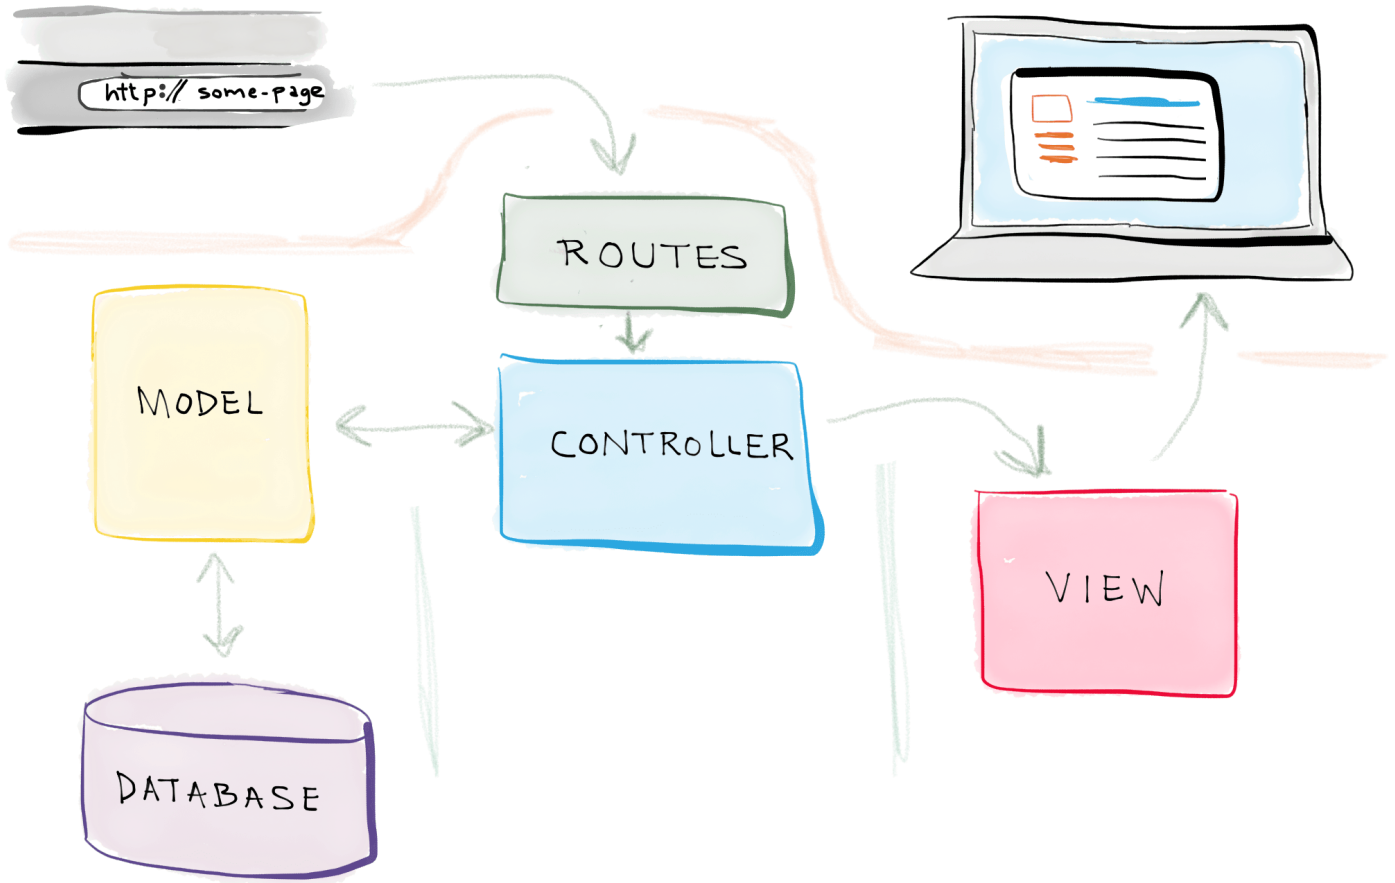 http:// some-page
ROUTES
MODEL
CONTROLLER
VIEW
DATABASE